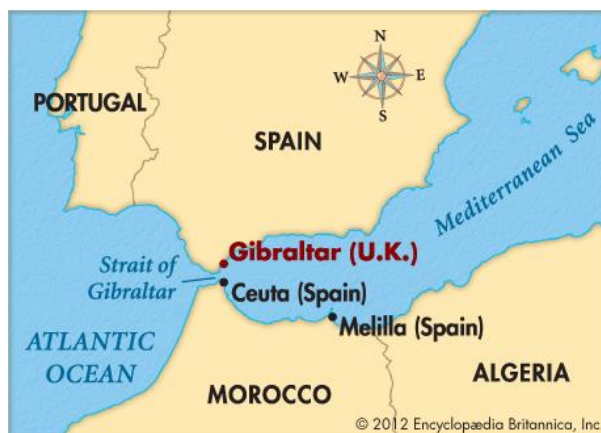 N
W
E
S
PORTUGAL
SPAIN
Mediterranean Sea
Gibraltar (U.K.)
Strait of
Gibraltar
Ceuta (Spain)
Melilla (Spain)
ATLANTIC
OCEAN
MOROCCO
ALGERIA
© 2012 Encyclopædia Britannica, Inc.